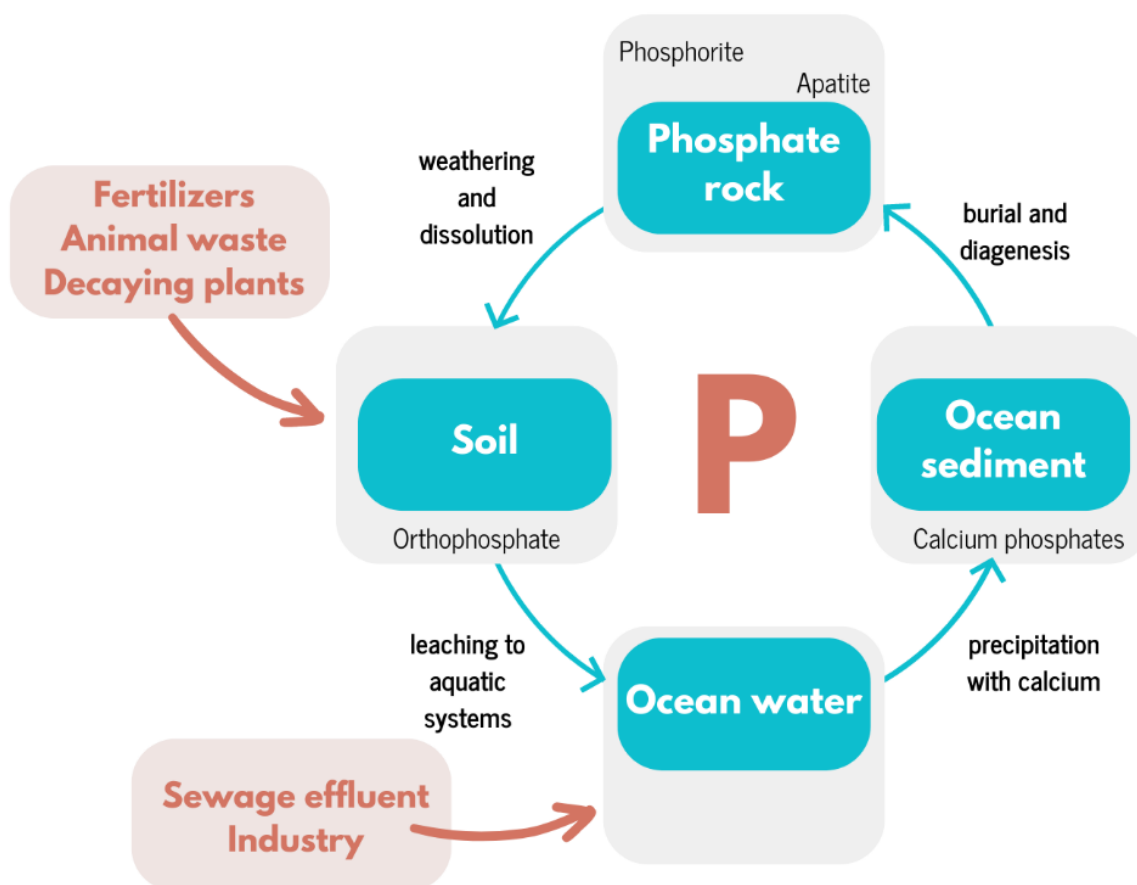 Phosphorite
Apatite
Phosphate
rock
weathering
and
dissolution
burial and
diagenesis
Fertilizers
Animal waste
Decaying plants
P
Soil
Orthophosphate
Ocean
sediment
Calcium phosphates
leaching to
aquatic
systems
precipitation
with calcium
Ocean water
Sewage effluent
Industry